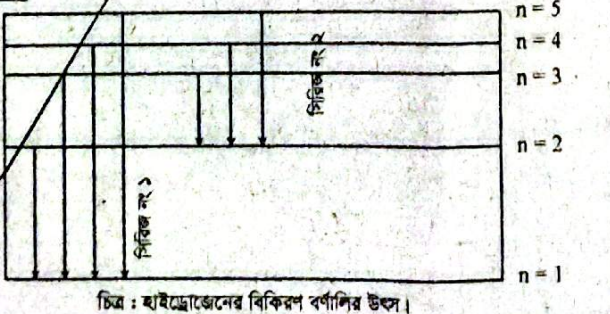 n = 5
n = 4
n = 3
সিরিজ নং ২
n = 2
সিরিজ নং ১
n = 1
চিত্র : হাইড্রোজেনের বিকিরণ বর্ণালির উৎস।